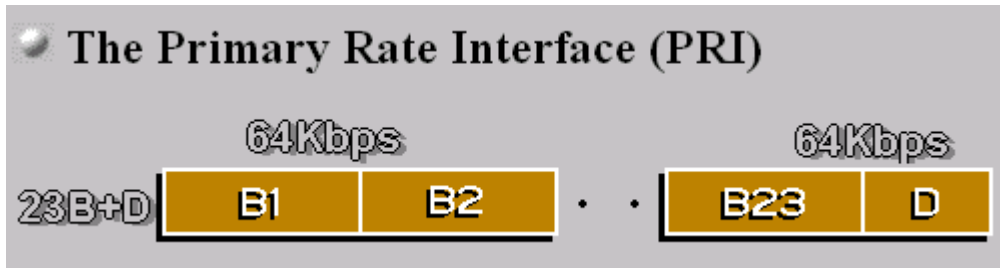 The Primary Rate Interface (PRI)
64Kbps 64Kbps
23B+D B1 B2 · · B23 D